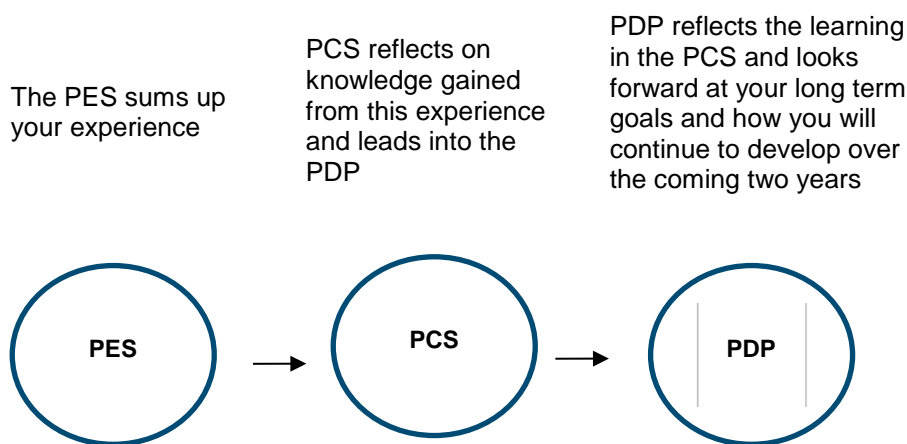 The PES sums up
your experience
PCS reflects on
knowledge gained
from this experience
and leads into the
PDP
PDP reflects the learning
in the PCS and looks
forward at your long term
goals and how you will
continue to develop over
the coming two years
PES
PCS
PDP